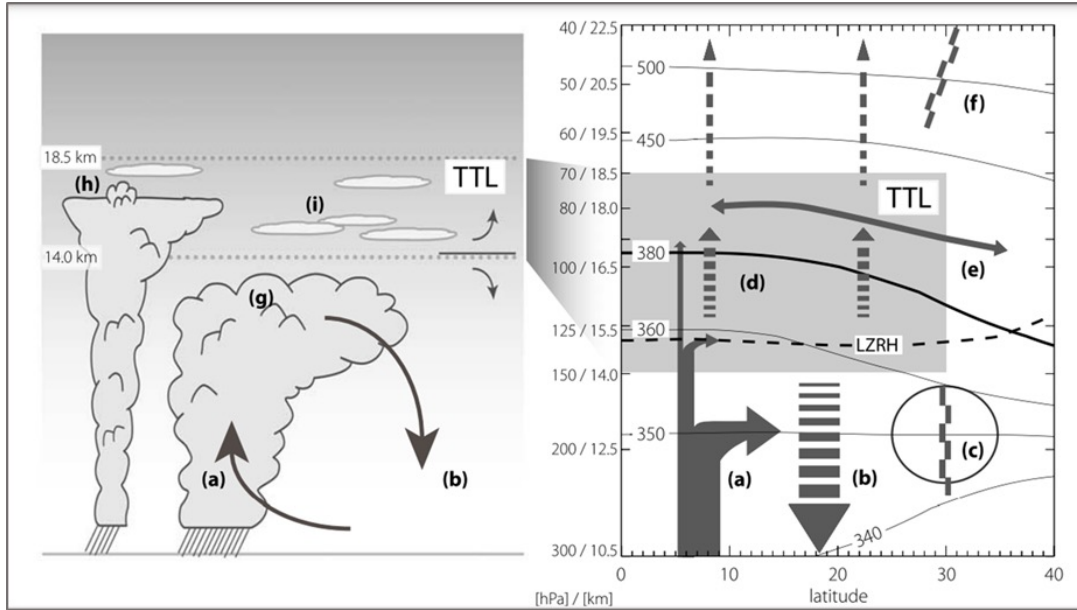 18.5 km
(h)
TTL
(i)
14.0 km
(g)
(a)
(b)
40 / 22.5
50 / 20.5
60 / 19.5
70 / 18.5
80 / 18.0
100 / 16.5
125 / 15.5
150 / 14.0
200 / 12.5
300 / 10.5
[hPa] / [km]
500
450
380
360
350
340
(f)
TTL
(e)
(d)
LZRH
(a)
(b)
(c)
0
10
20
30
40
latitude